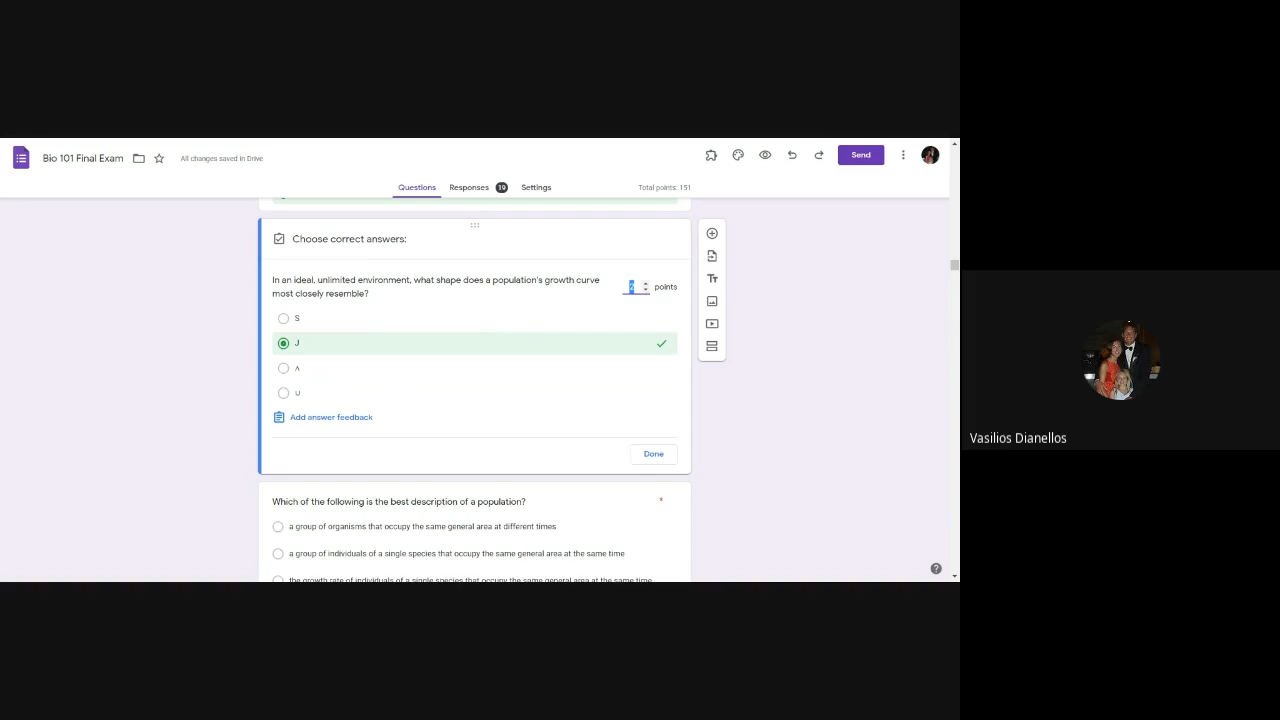 Bio 101 Final Exam
All changes saved in Drive
Send
Questions
Responses
19
Settings
Total points: 151
Choose correct answers:
In an ideal, unlimited environment, what shape does a population's growth curve
most closely resemble?
2
points
S
J
Λ
U
Add answer feedback
Done
Which of the following is the best description of a population?
*
a group of organisms that occupy the same general area at different times
a group of individuals of a single species that occupy the same general area at the same time
the growth rate of individuals of a single species that occupy the same general area at the same time
Vasilios Dianellos